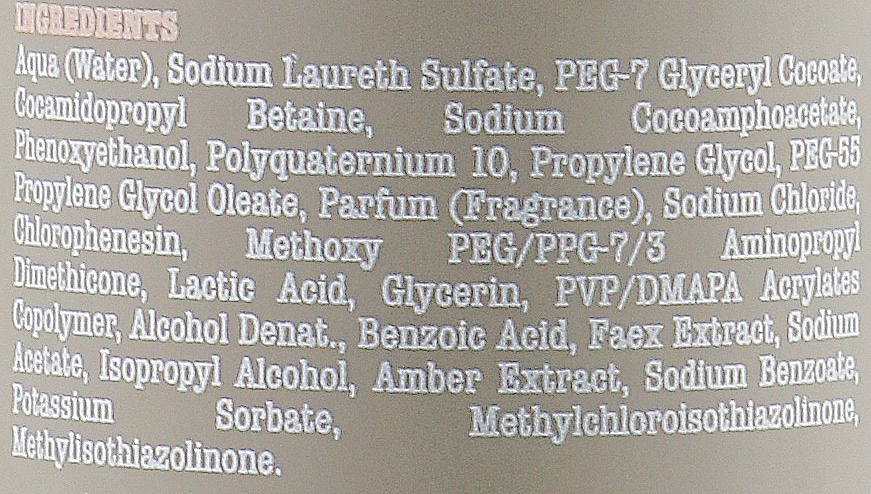 INGREDIENTS
Aqua (Water), Sodium Laureth Sulfate, PEG-7 Glyceryl Cocoate,
Cocamidopropyl Betaine, Sodium Cocoamphoacetate,
Phenoxyethanol, Polyquaternium 10, Propylene Glycol, PEG-55
Propylene Glycol Oleate, Parfum (Fragrance), Sodium Chloride,
Chlorophenesin, Methoxy PEG/PPG-7/3 Aminopropyl
Dimethicone, Lactic Acid, Glycerin, PVP/DMAPA Acrylates
Copolymer, Alcohol Denat., Benzoic Acid, Faex Extract, Sodium
Acetate, Isopropyl Alcohol, Amber Extract, Sodium Benzoate,
Potassium Sorbate, Methylchloroisothiazolinone,
Methylisothiazolinone.